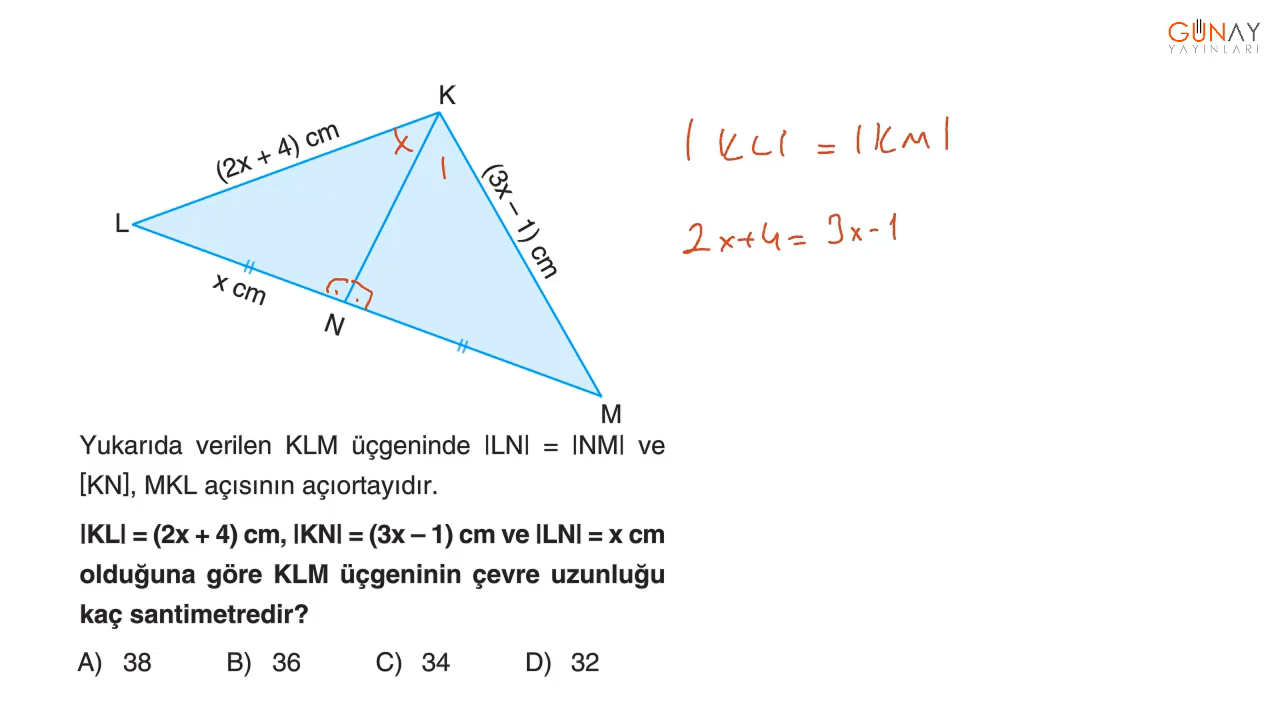 GÜNAY
YAYINLARI
K
(2x + 4) cm
x
ı
(3x – 1) cm
L
x cm
N
M
|KL| = |KM|
2x+4 = 3x-1
Yukarıda verilen KLM üçgeninde |LN| = |NM| ve
[KN], MKL açısının açıortayıdır.
|KL| = (2x + 4) cm, |KN| = (3x – 1) cm ve |LN| = x cm
olduğuna göre KLM üçgeninin çevre uzunluğu
kaç santimetredir?
A) 38 B) 36 C) 34 D) 32